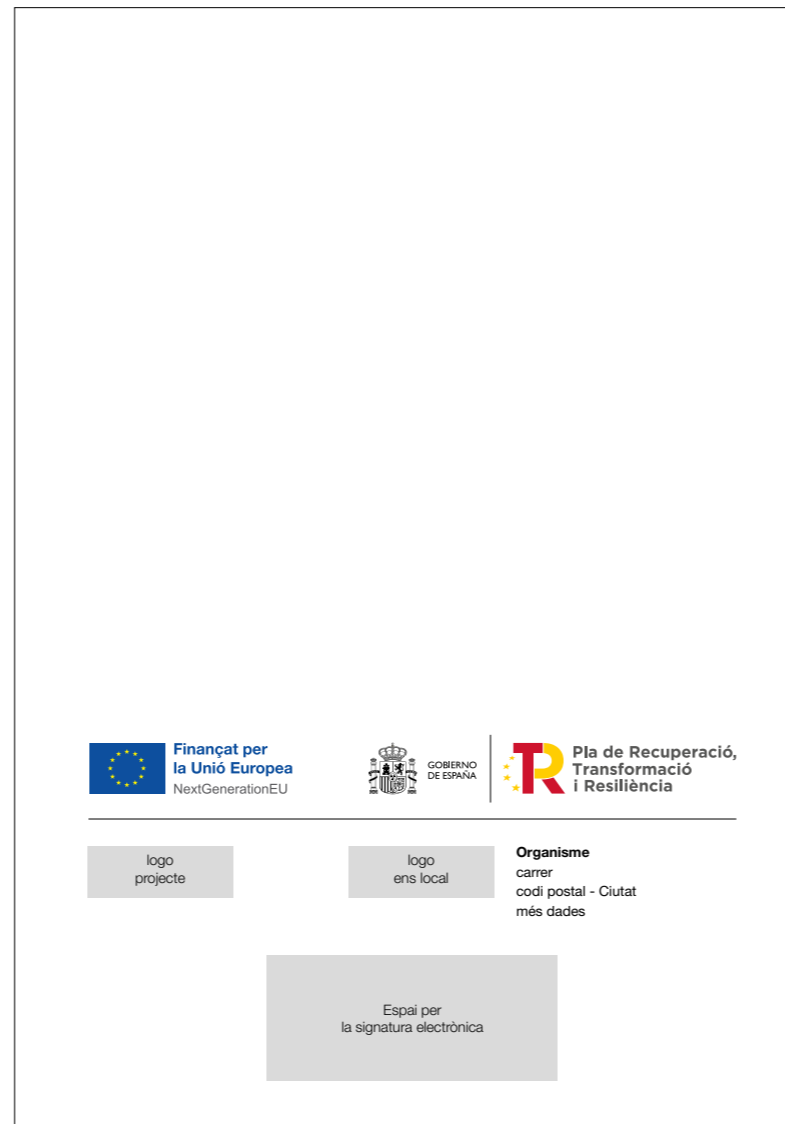 Finançat per
la Unió Europea
NextGenerationEU
GOBIERNO
DE ESPAÑA
TR
Pla de Recuperació,
Transformació
i Resiliència
logo
projecte
logo
ens local
Organisme
carrer
codi postal - Ciutat
més dades
Espai per
la signatura electrònica